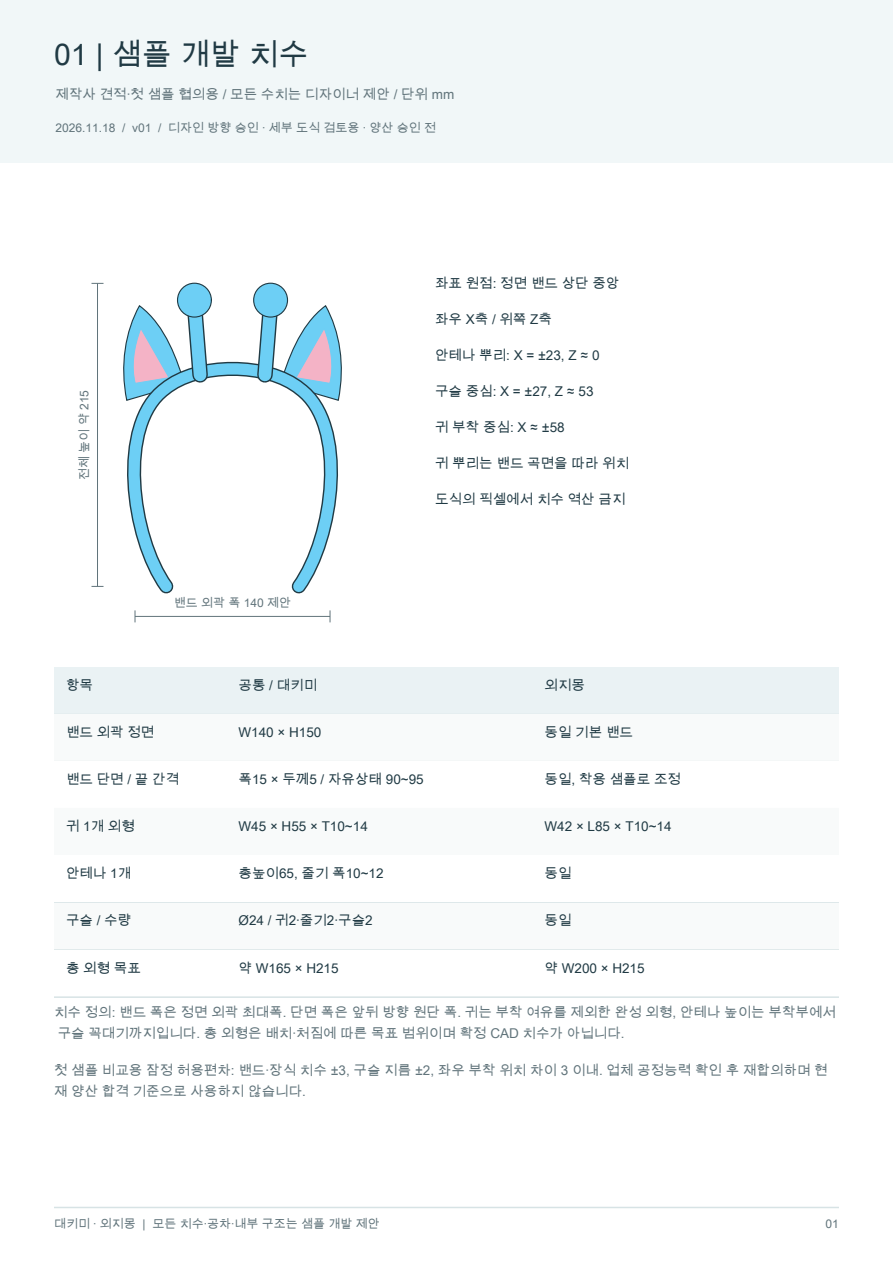 01 | 샘플 개발 치수
제작사 견적·첫 샘플 협의용 / 모든 수치는 디자이너 제안 / 단위 mm
2026.11.18 / v01 / 디자인 방향 승인 · 세부 도식 검토용 · 양산 승인 전
전체 높이 약 215
밴드 외곽 폭 140 제안
좌표 원점: 정면 밴드 상단 중앙
좌우 X축 / 위쪽 Z축
안테나 뿌리: X = ±23, Z ≈ 0
구슬 중심: X = ±27, Z ≈ 53
귀 부착 중심: X ≈ ±58
귀 뿌리는 밴드 곡면을 따라 위치
도식의 픽셀에서 치수 역산 금지
항목 공통 / 대키미 외지몽
밴드 외곽 정면 W140 × H150 동일 기본 밴드
밴드 단면 / 끝 간격 폭15 × 두께5 / 자유상태 90~95 동일, 착용 샘플로 조정
귀 1개 외형 W45 × H55 × T10~14 W42 × L85 × T10~14
안테나 1개 총높이65, 줄기 폭10~12 동일
구슬 / 수량 Ø24 / 귀2·줄기2·구슬2 동일
총 외형 목표 약 W165 × H215 약 W200 × H215
치수 정의: 밴드 폭은 정면 외곽 최대폭. 단면 폭은 앞뒤 방향 원단 폭. 귀는 부착 여유를 제외한 완성 외형, 안테나 높이는 부착부에서
구슬 꼭대기까지입니다. 총 외형은 배치·처짐에 따른 목표 범위이며 확정 CAD 치수가 아닙니다.
첫 샘플 비교용 잠정 허용편차: 밴드·장식 치수 ±3, 구슬 지름 ±2, 좌우 부착 위치 차이 3 이내. 업체 공정능력 확인 후 재합의하며 현
재 양산 합격 기준으로 사용하지 않습니다.
대키미 · 외지몽 | 모든 치수·공차·내부 구조는 샘플 개발 제안 01